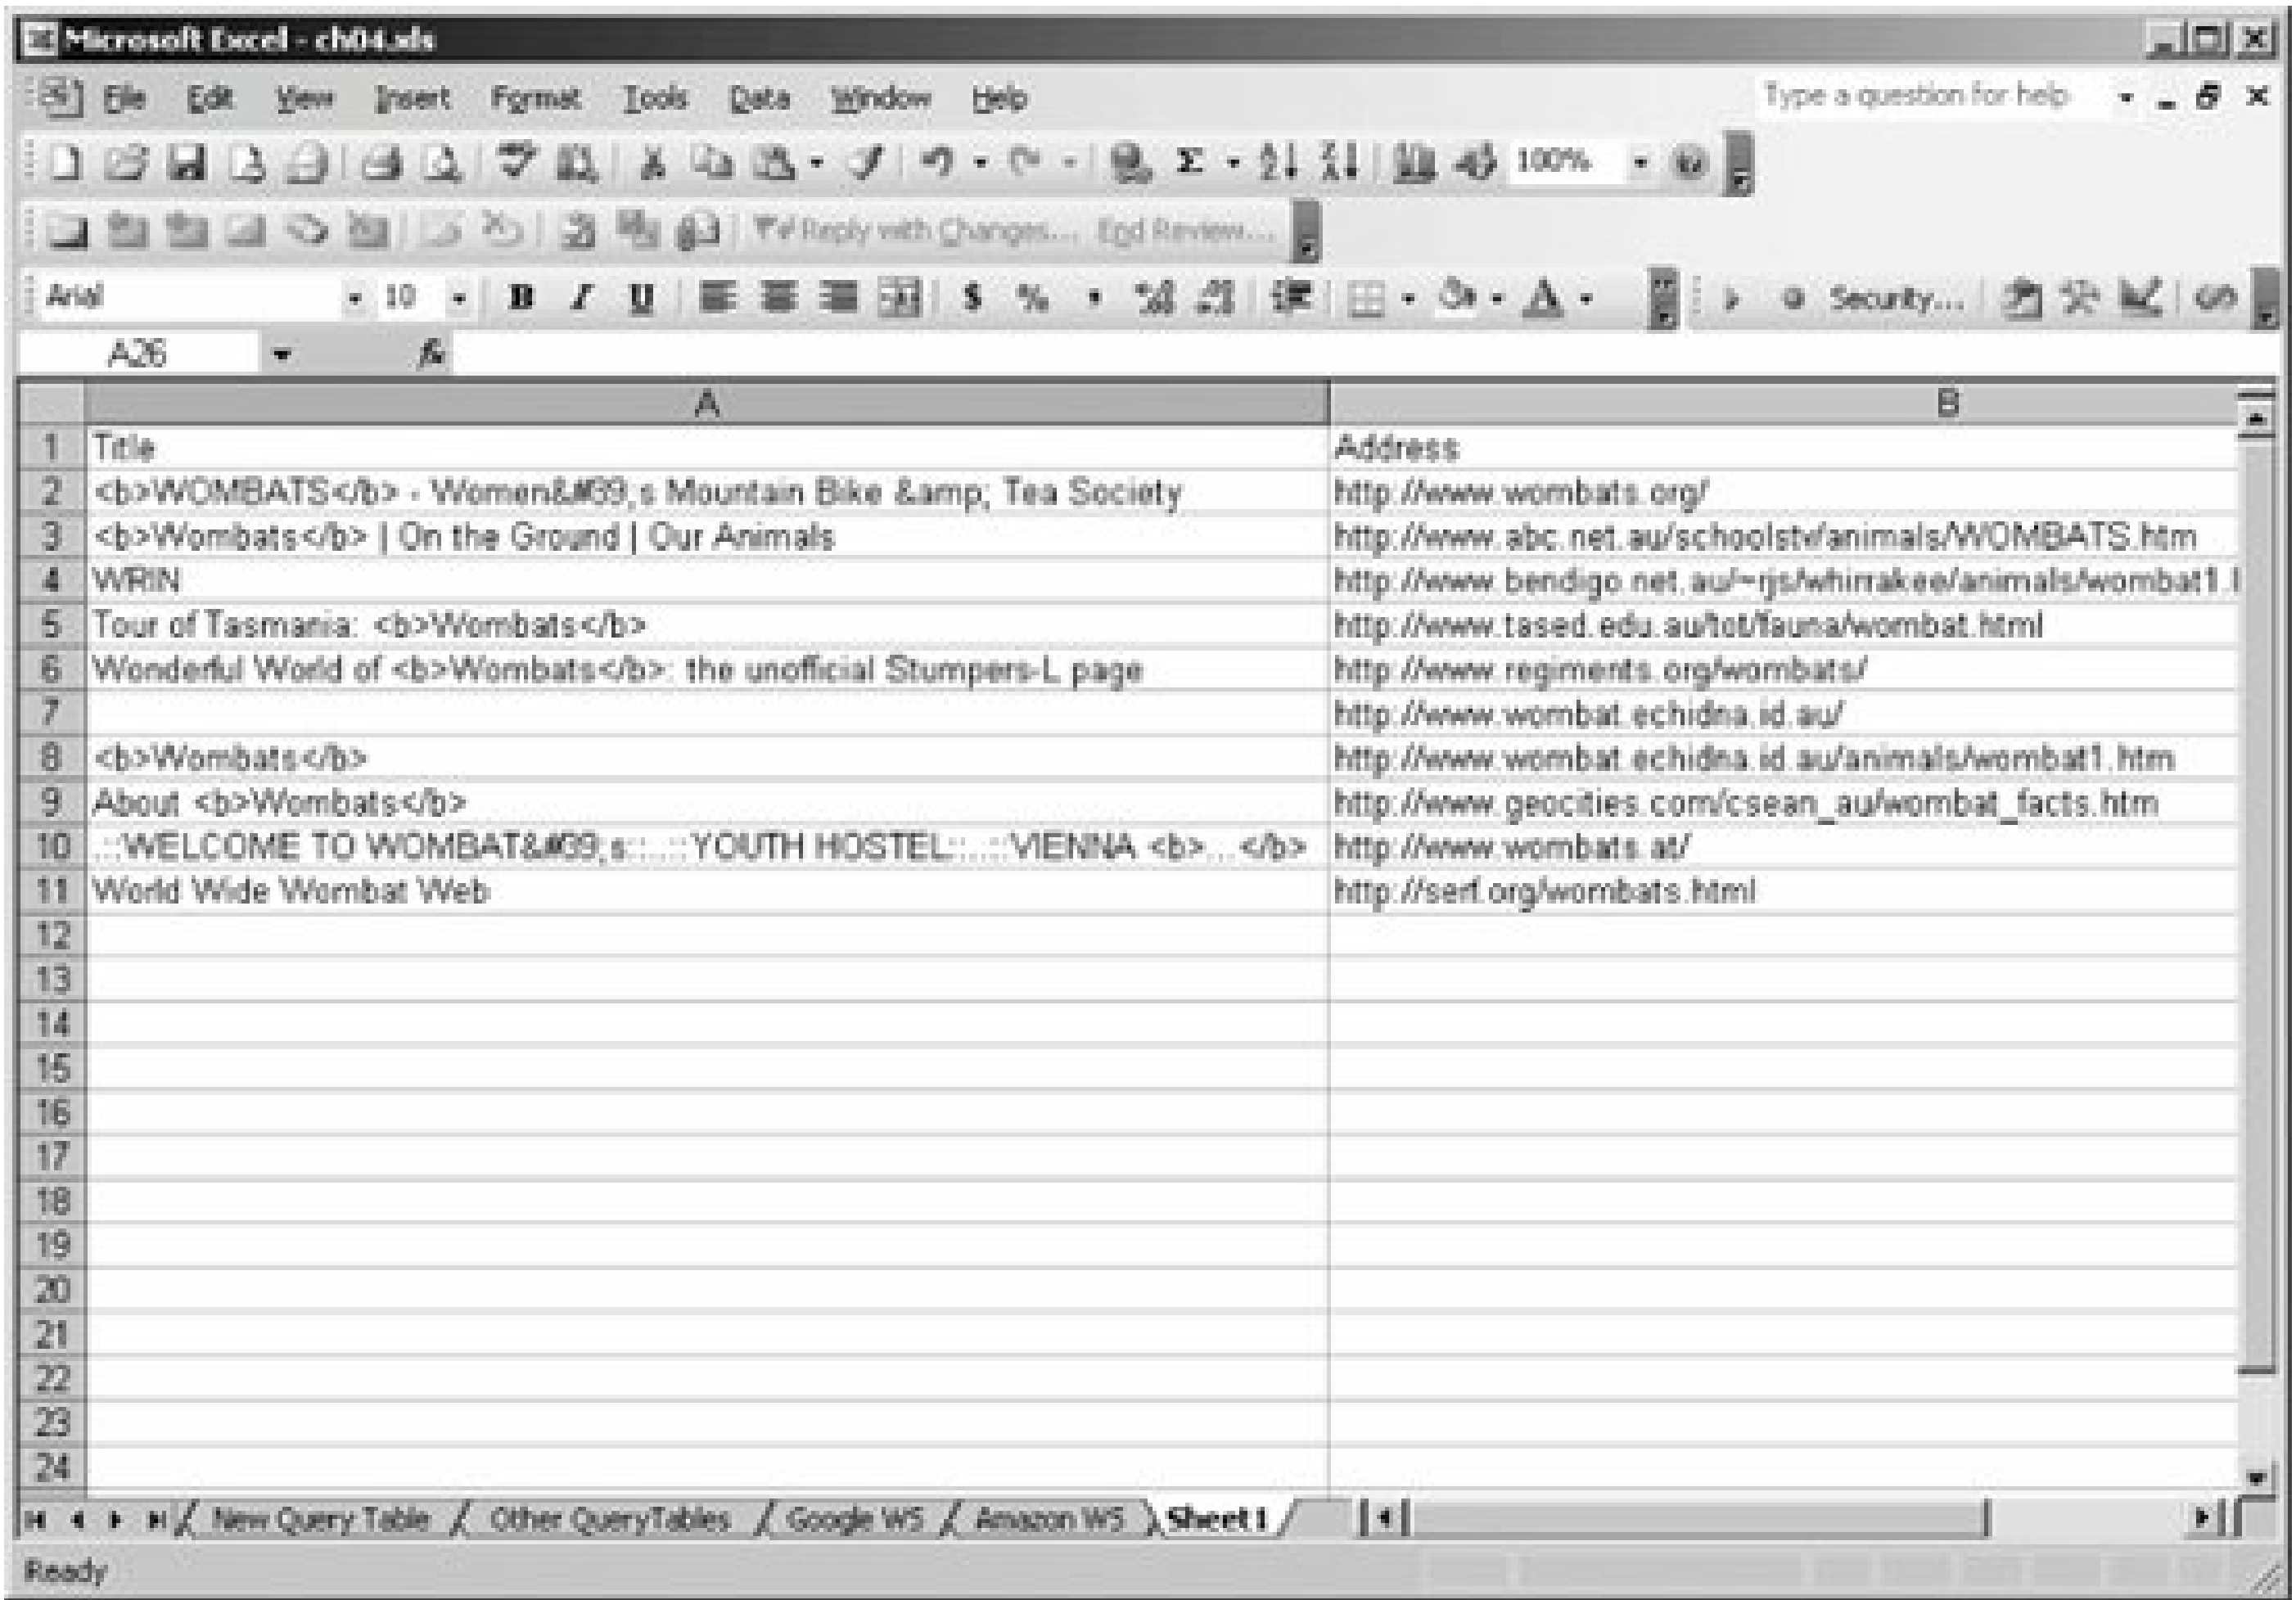 Microsoft Excel - ch04.xls
File Edit View Insert Format Tools Data Window Help Type a question for help
100%
Reply with Changes... End Review...
Arial 10 B I U $ % , A Security...
A26 fx
A B
1 Title Address
2 <b>WOMBATS</b> - Women&#39;s Mountain Bike &amp; Tea Society http://www.wombats.org/
3 <b>Wombats</b> | On the Ground | Our Animals http://www.abc.net.au/schoolstv/animals/WOMBATS.htm
4 WRIN http://www.bendigo.net.au/~rjs/whirrakee/animals/wombat1.
5 Tour of Tasmania: <b>Wombats</b> http://www.tased.edu.au/tot/fauna/wombat.html
6 Wonderful World of <b>Wombats</b>: the unofficial Stumpers-L page http://www.regiments.org/wombats/
7 http://www.wombat.echidna.id.au/
8 <b>Wombats</b> http://www.wombat.echidna.id.au/animals/wombat1.htm
9 About <b>Wombats</b> http://www.geocities.com/csean_au/wombat_facts.htm
10 .::WELCOME TO WOMBAT&#39;s::..::YOUTH HOSTEL::..::VIENNA <b>...</b> http://www.wombats.at/
11 World Wide Wombat Web http://serf.org/wombats.html
12
13
14
15
16
17
18
19
20
21
22
23
24
New Query Table Other QueryTables Google WS Amazon WS Sheet1
Ready